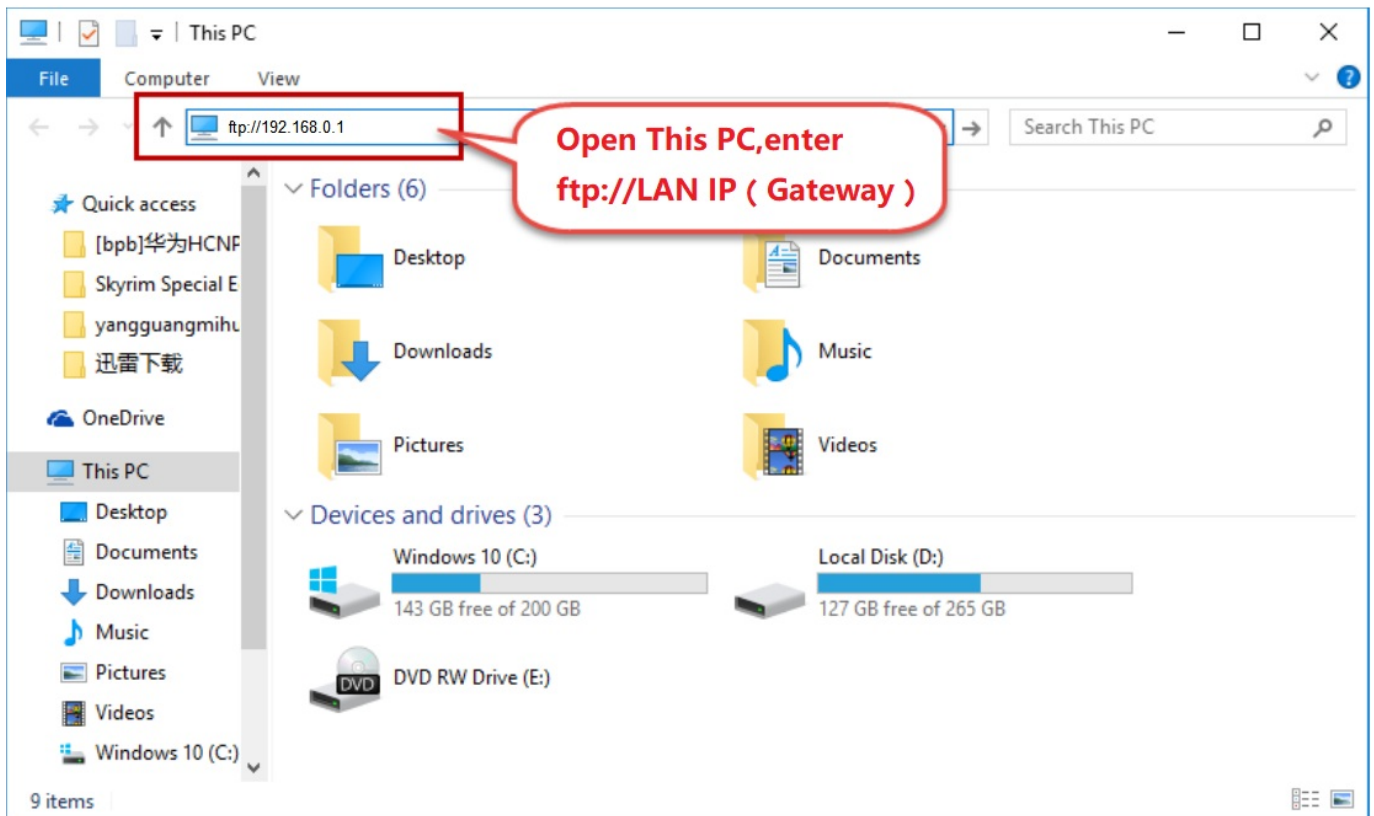 This PC
File Computer View
ftp://192.168.0.1
Search This PC
Open This PC,enter
ftp://LAN IP ( Gateway )
Quick access
[bpb]华为HCNP
Skyrim Special E
yangguangmihu
迅雷下载
OneDrive
This PC
Desktop
Documents
Downloads
Music
Pictures
Videos
Windows 10 (C:)
Folders (6)
Desktop
Documents
Downloads
Music
Pictures
Videos
Devices and drives (3)
Windows 10 (C:)
143 GB free of 200 GB
Local Disk (D:)
127 GB free of 265 GB
DVD
DVD RW Drive (E:)
9 items